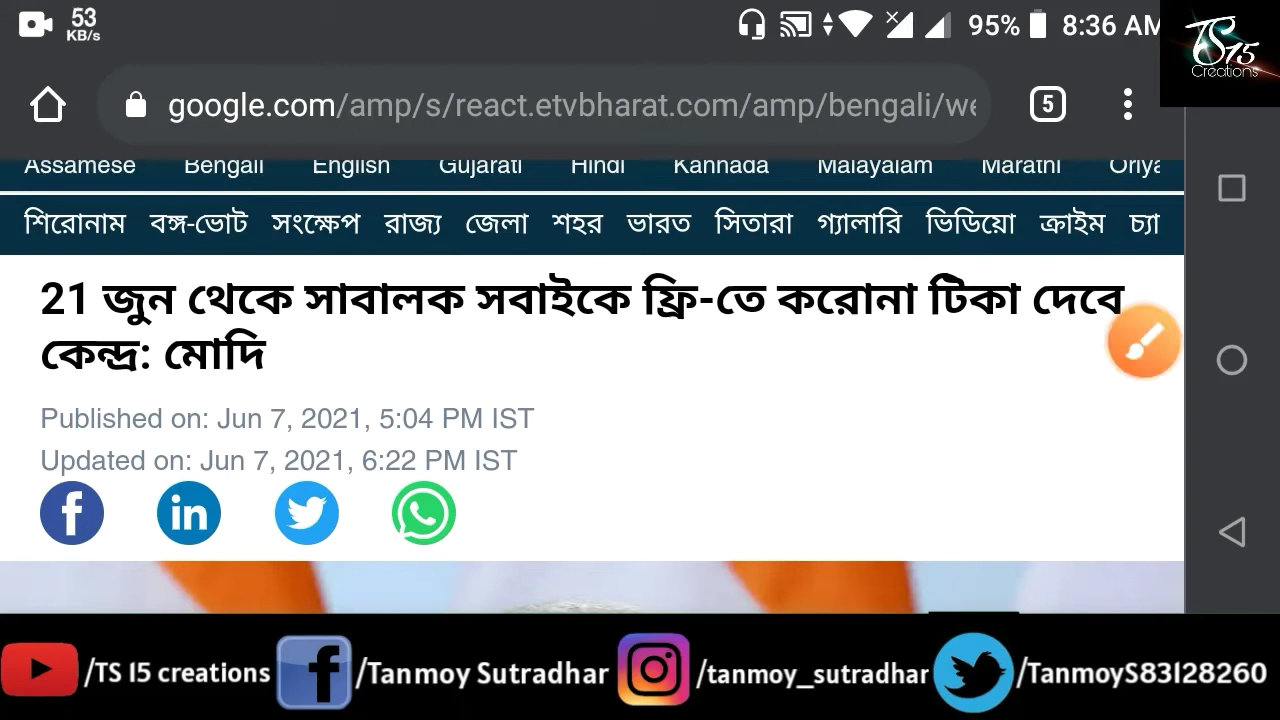 53
KB/s
95% 8:36 AM
TS 15
Creations
google.com/amp/s/react.etvbharat.com/amp/bengali/we
5
Assamese Bengali English Gujarati Hindi Kannada Malayalam Marathi Oriya
শিরোনাম বঙ্গ-ভোট সংক্ষেপ রাজ্য জেলা শহর ভারত সিতারা গ্যালারি ভিডিয়ো ক্রাইম চ্যা
21 জুন থেকে সাবালক সবাইকে ফ্রি-তে করোনা টিকা দেবে
কেন্দ্র: মোদি
Published on: Jun 7, 2021, 5:04 PM IST
Updated on: Jun 7, 2021, 6:22 PM IST
/TS 15 creations /Tanmoy Sutradhar /tanmoy_sutradhar /TanmoyS83128260